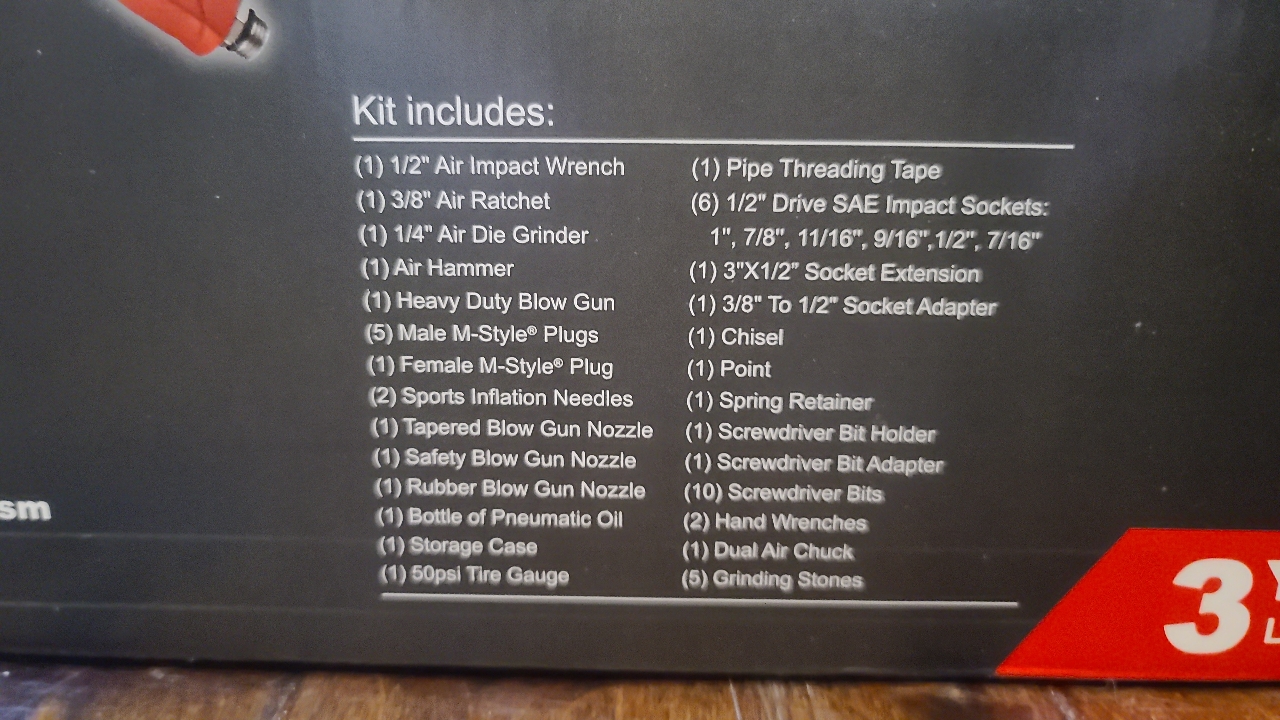 Kit includes:
(1) 1/2" Air Impact Wrench
(1) 3/8" Air Ratchet
(1) 1/4" Air Die Grinder
(1) Air Hammer
(1) Heavy Duty Blow Gun
(5) Male M-Style® Plugs
(1) Female M-Style® Plug
(2) Sports Inflation Needles
(1) Tapered Blow Gun Nozzle
(1) Safety Blow Gun Nozzle
(1) Rubber Blow Gun Nozzle
(1) Bottle of Pneumatic Oil
(1) Storage Case
(1) 50psi Tire Gauge
(1) Pipe Threading Tape
(6) 1/2" Drive SAE Impact Sockets:
1", 7/8", 11/16", 9/16",1/2", 7/16"
(1) 3"X1/2" Socket Extension
(1) 3/8" To 1/2" Socket Adapter
(1) Chisel
(1) Point
(1) Spring Retainer
(1) Screwdriver Bit Holder
(1) Screwdriver Bit Adapter
(10) Screwdriver Bits
(2) Hand Wrenches
(1) Dual Air Chuck
(5) Grinding Stones
sm
3